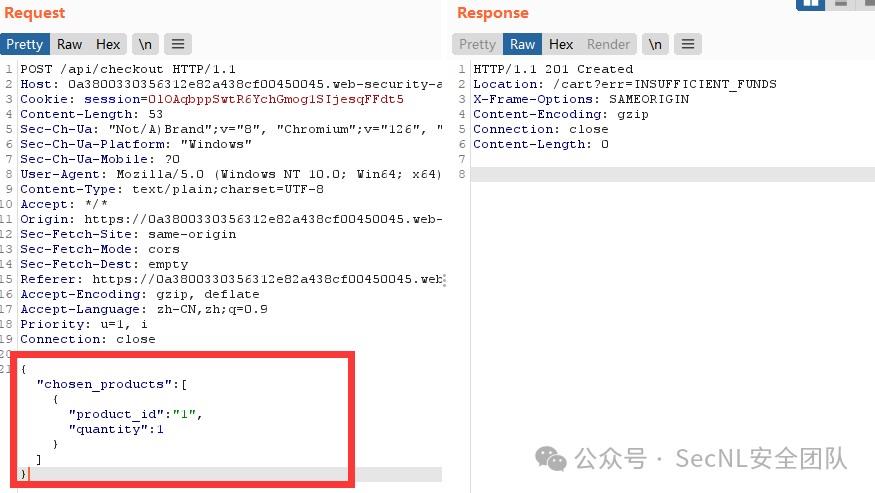 Request
Response
Pretty Raw Hex \n
Pretty Raw Hex Render \n
1 POST /api/checkout HTTP/1.1
2 Host: 0a3800330356312e82a438cf00450045.web-security-a
3 Cookie: session=OlOAqbppSwtR6YchGmog1SIjesqFFdt5
4 Content-Length: 53
5 Sec-Ch-Ua: "Not/A)Brand";v="8", "Chromium";v="126", "
6 Sec-Ch-Ua-Platform: "Windows"
7 Sec-Ch-Ua-Mobile: ?0
8 User-Agent: Mozilla/5.0 (Windows NT 10.0; Win64; x64)
9 Content-Type: text/plain;charset=UTF-8
10 Accept: */*
11 Origin: https://0a3800330356312e82a438cf00450045.web-
12 Sec-Fetch-Site: same-origin
13 Sec-Fetch-Mode: cors
14 Sec-Fetch-Dest: empty
15 Referer: https://0a3800330356312e82a438cf00450045.web
16 Accept-Encoding: gzip, deflate
17 Accept-Language: zh-CN,zh;q=0.9
18 Priority: u=1, i
19 Connection: close
20
21 {
"chosen_products":[
{
"product_id":"1",
"quantity":1
}
]
}
1 HTTP/1.1 201 Created
2 Location: /cart?err=INSUFFICIENT_FUNDS
3 X-Frame-Options: SAMEORIGIN
4 Content-Encoding: gzip
5 Connection: close
6 Content-Length: 0
7
8
公众号 · SecNL安全团队